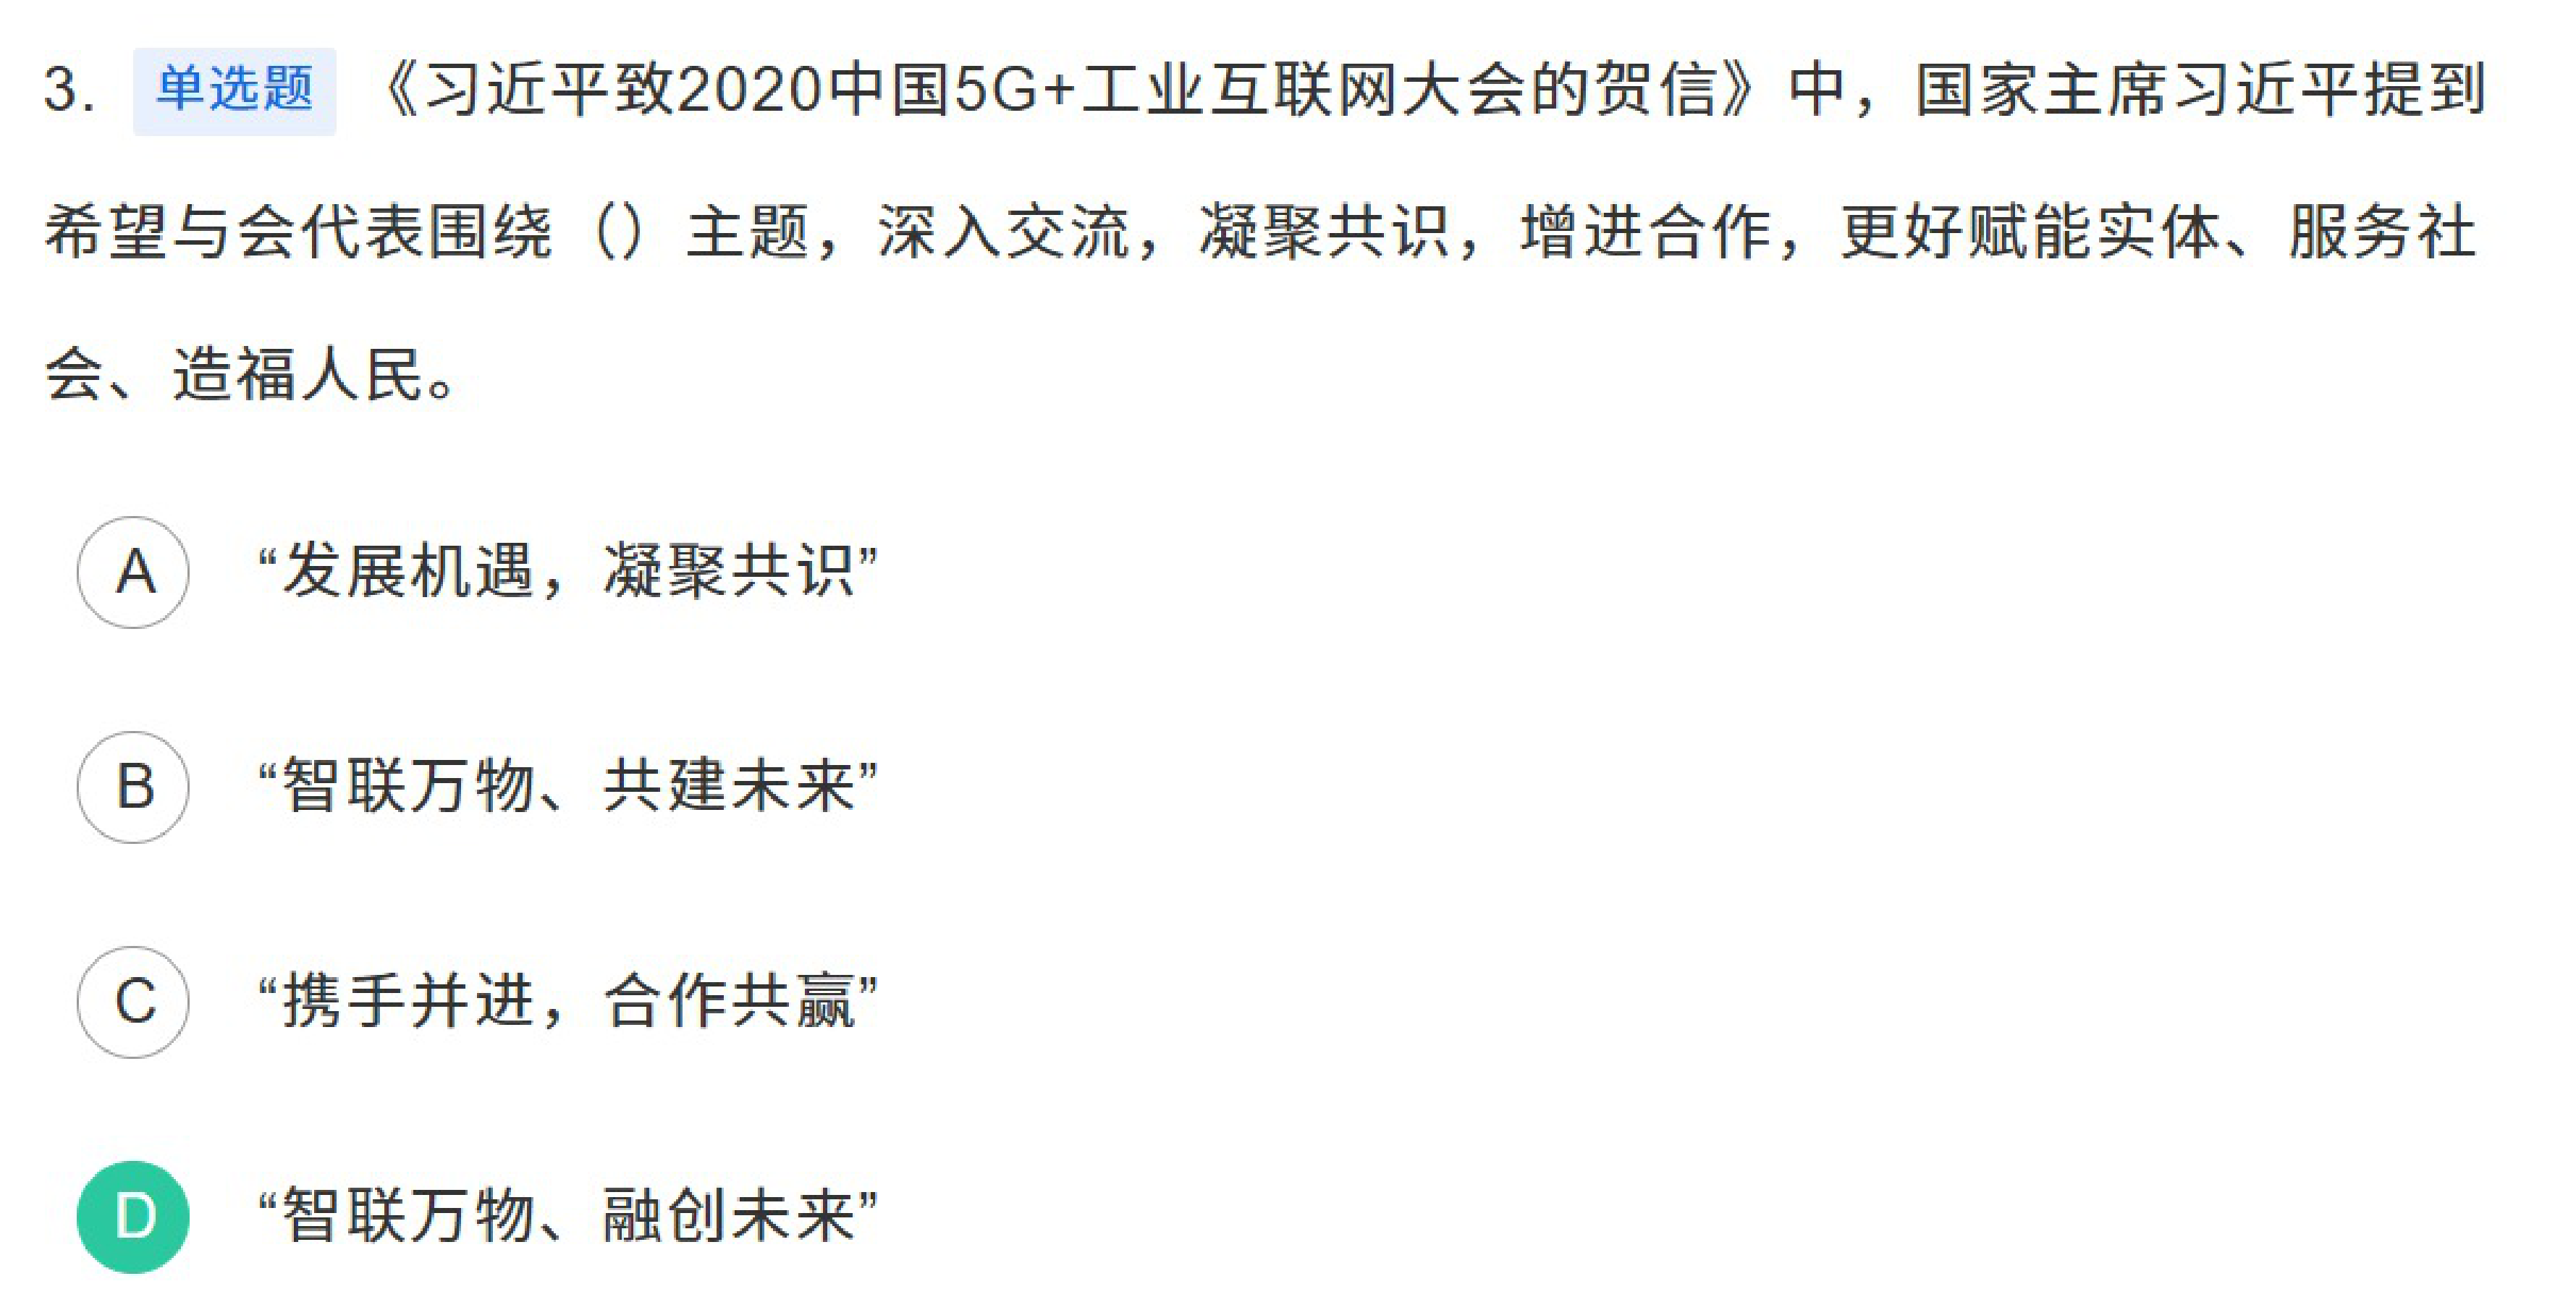 3. 单选题 《习近平致2020中国5G+工业互联网大会的贺信》中，国家主席习近平提到
希望与会代表围绕（）主题，深入交流，凝聚共识，增进合作，更好赋能实体、服务社
会、造福人民。
A “发展机遇，凝聚共识”
B “智联万物、共建未来”
C “携手并进，合作共赢”
D “智联万物、融创未来”